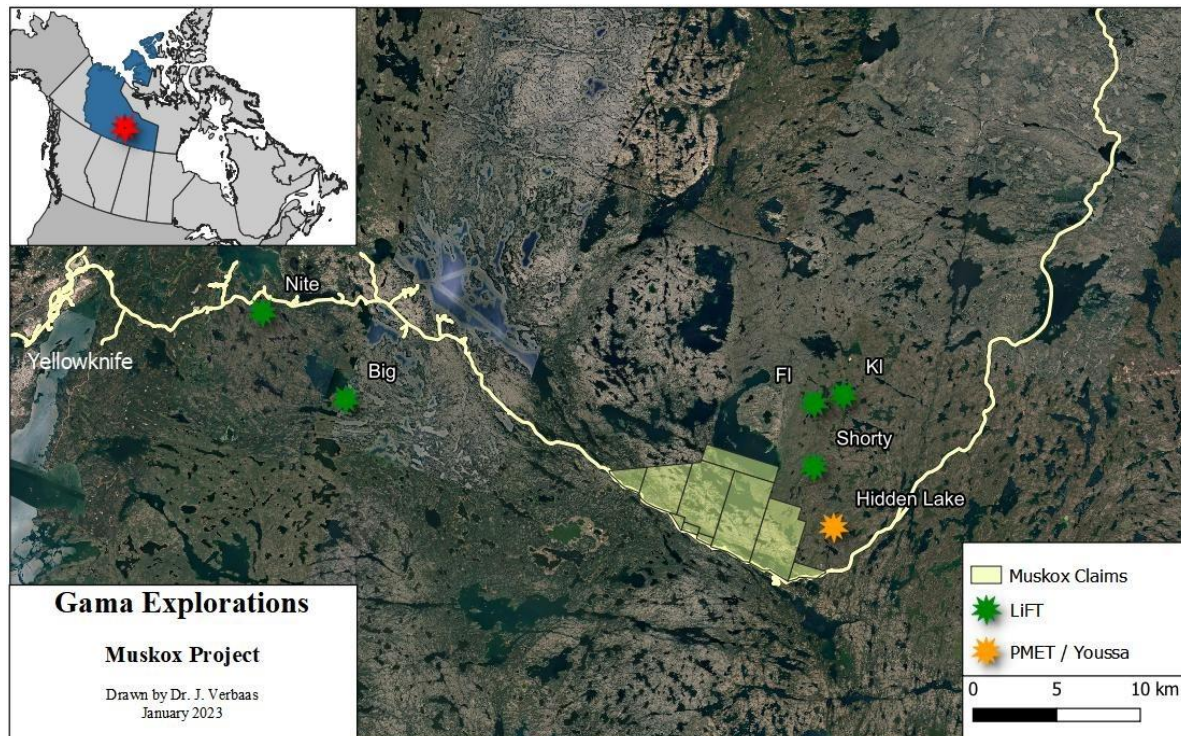 Nite
Yellowknife
Big
Fl
Kl
Shorty
Hidden Lake
Gama Explorations
Muskox Project
Drawn by Dr. J. Verbaas
January 2023
Muskox Claims
LiFT
PMET / Youssa
0 5 10 km